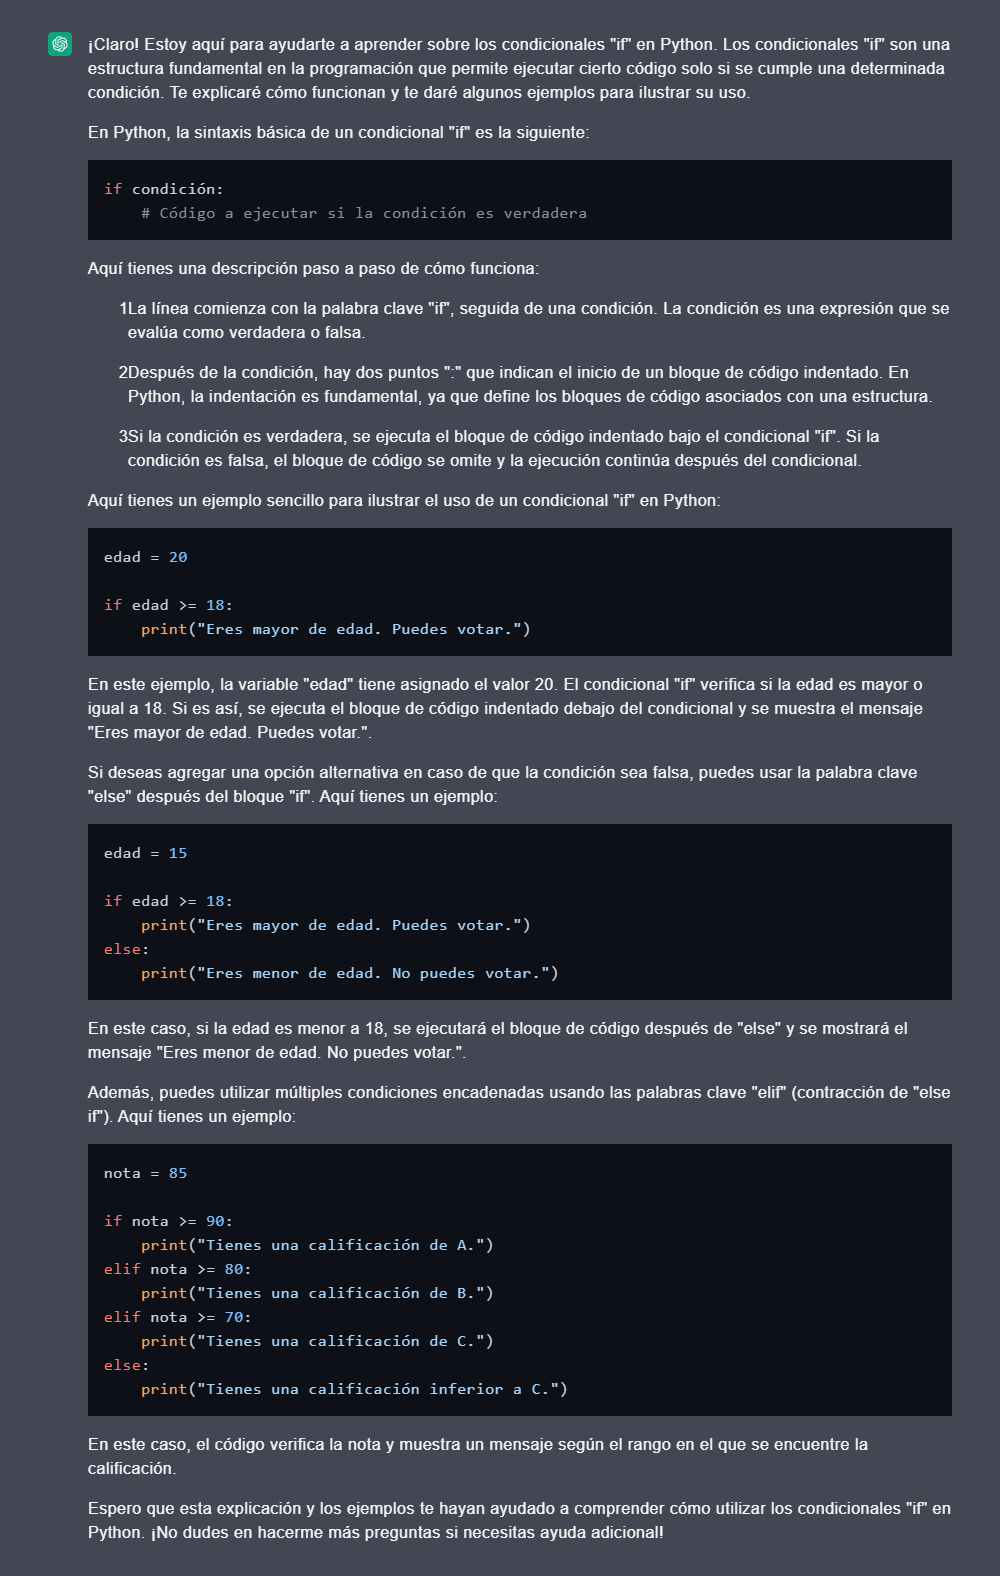 ¡Claro! Estoy aquí para ayudarte a aprender sobre los condicionales "if" en Python. Los condicionales "if" son una
estructura fundamental en la programación que permite ejecutar cierto código solo si se cumple una determinada
condición. Te explicaré cómo funcionan y te daré algunos ejemplos para ilustrar su uso.
En Python, la sintaxis básica de un condicional "if" es la siguiente:
if condición:
    # Código a ejecutar si la condición es verdadera
Aquí tienes una descripción paso a paso de cómo funciona:
1La línea comienza con la palabra clave "if", seguida de una condición. La condición es una expresión que se
evalúa como verdadera o falsa.
2Después de la condición, hay dos puntos ":" que indican el inicio de un bloque de código indentado. En
Python, la indentación es fundamental, ya que define los bloques de código asociados con una estructura.
3Si la condición es verdadera, se ejecuta el bloque de código indentado bajo el condicional "if". Si la
condición es falsa, el bloque de código se omite y la ejecución continúa después del condicional.
Aquí tienes un ejemplo sencillo para ilustrar el uso de un condicional "if" en Python:
edad = 20
if edad >= 18:
    print("Eres mayor de edad. Puedes votar.")
En este ejemplo, la variable "edad" tiene asignado el valor 20. El condicional "if" verifica si la edad es mayor o
igual a 18. Si es así, se ejecuta el bloque de código indentado debajo del condicional y se muestra el mensaje
"Eres mayor de edad. Puedes votar.".
Si deseas agregar una opción alternativa en caso de que la condición sea falsa, puedes usar la palabra clave
"else" después del bloque "if". Aquí tienes un ejemplo:
edad = 15
if edad >= 18:
    print("Eres mayor de edad. Puedes votar.")
else:
    print("Eres menor de edad. No puedes votar.")
En este caso, si la edad es menor a 18, se ejecutará el bloque de código después de "else" y se mostrará el
mensaje "Eres menor de edad. No puedes votar.".
Además, puedes utilizar múltiples condiciones encadenadas usando las palabras clave "elif" (contracción de "else
if"). Aquí tienes un ejemplo:
nota = 85
if nota >= 90:
    print("Tienes una calificación de A.")
elif nota >= 80:
    print("Tienes una calificación de B.")
elif nota >= 70:
    print("Tienes una calificación de C.")
else:
    print("Tienes una calificación inferior a C.")
En este caso, el código verifica la nota y muestra un mensaje según el rango en el que se encuentre la
calificación.
Espero que esta explicación y los ejemplos te hayan ayudado a comprender cómo utilizar los condicionales "if" en
Python. ¡No dudes en hacerme más preguntas si necesitas ayuda adicional!